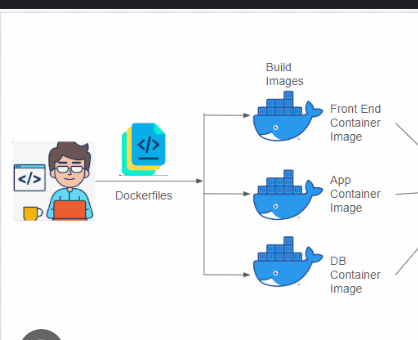 Build
Images
Front End
Container
Image
</>
</>
Dockerfiles
App
Container
Image
DB
Container
Image